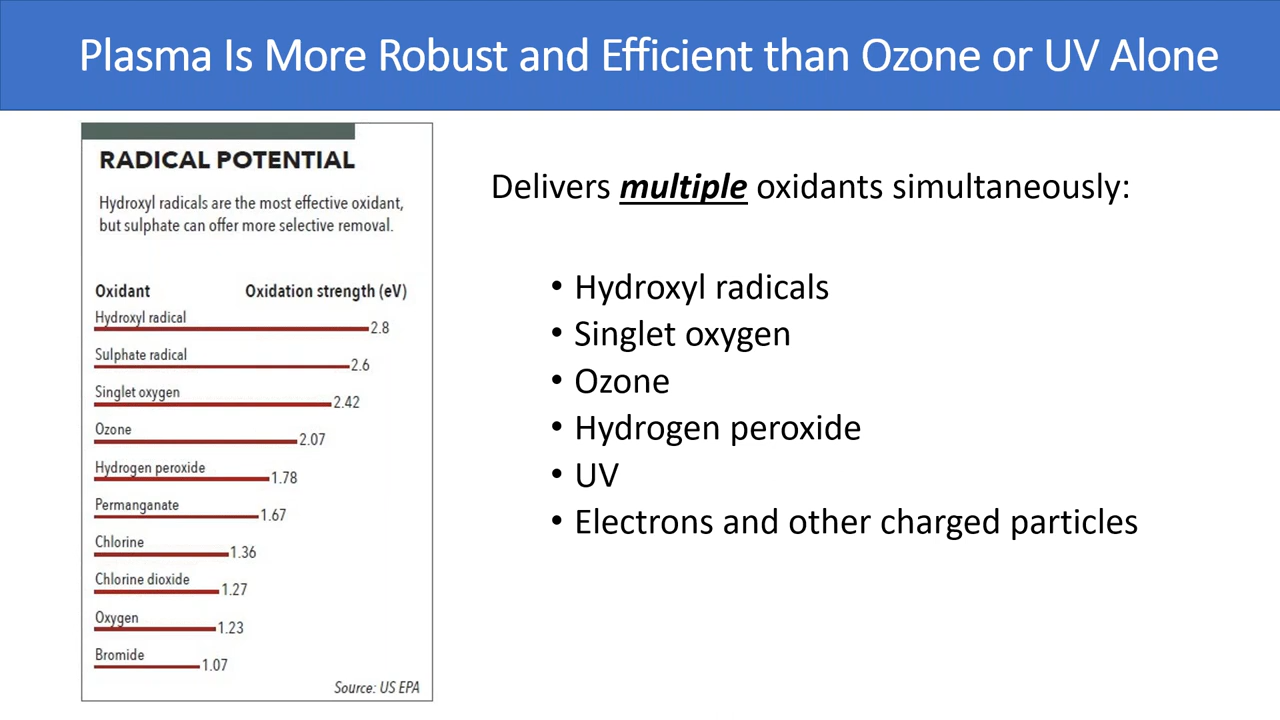 Plasma Is More Robust and Efficient than Ozone or UV Alone
RADICAL POTENTIAL
Hydroxyl radicals are the most effective oxidant,
but sulphate can offer more selective removal.
Oxidant Oxidation strength (eV)
Hydroxyl radical 2.8
Sulphate radical 2.6
Singlet oxygen 2.42
Ozone 2.07
Hydrogen peroxide 1.78
Permanganate 1.67
Chlorine 1.36
Chlorine dioxide 1.27
Oxygen 1.23
Bromide 1.07
Source: US EPA
Delivers multiple oxidants simultaneously:
• Hydroxyl radicals
• Singlet oxygen
• Ozone
• Hydrogen peroxide
• UV
• Electrons and other charged particles